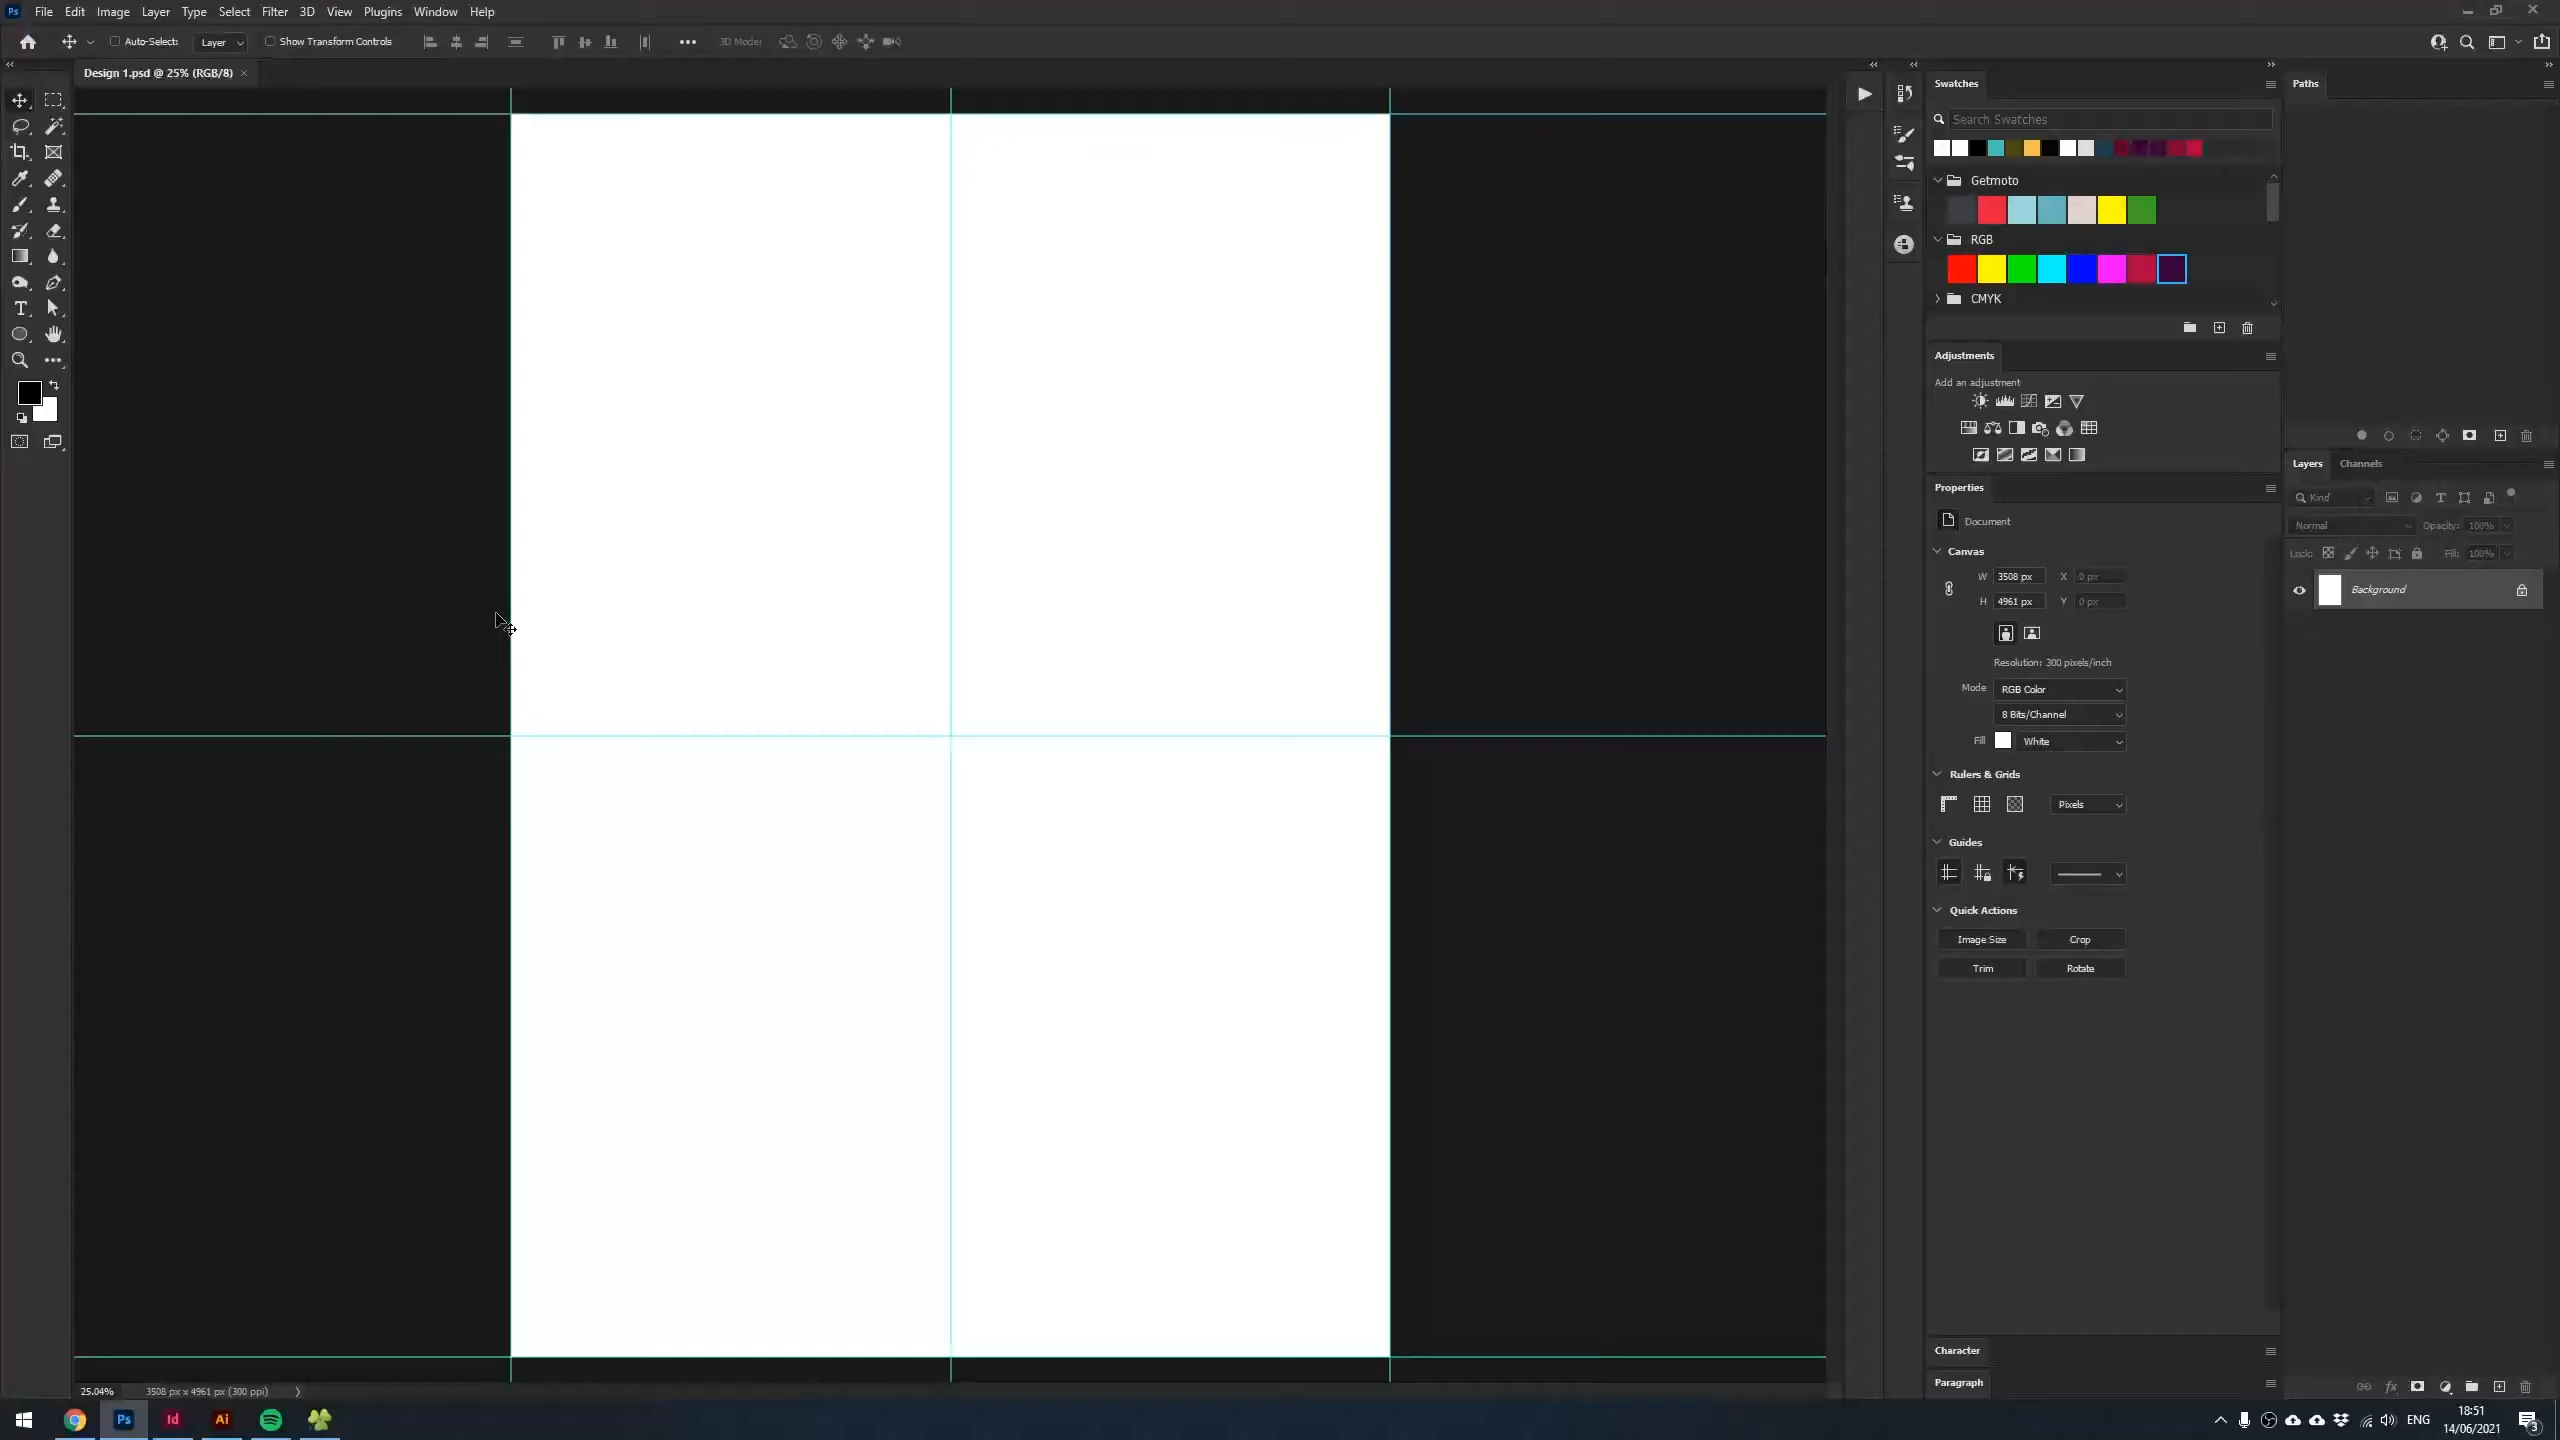 Ps File Edit Image Layer Type Select Filter 3D View Plugins Window Help
Auto-Select: Layer Show Transform Controls 3D Mode:
Design 1.psd @ 25% (RGB/8)
Swatches
Search Swatches
Getmoto
RGB
CMYK
Adjustments
Add an adjustment
Properties
Document
Canvas
W 3508 px X 0 px
H 4961 px Y 0 px
Resolution: 300 pixels/inch
Mode RGB Color
8 Bits/Channel
Fill White
Rulers & Grids
Pixels
Guides
Quick Actions
Image Size Crop
Trim Rotate
Character
Paragraph
Paths
Layers Channels
Kind
Normal Opacity: 100%
Lock: Fill: 100%
Background
25.04% 3508 px x 4961 px (300 ppi)
Ps Id Ai
ENG
18:51
14/06/2021
3